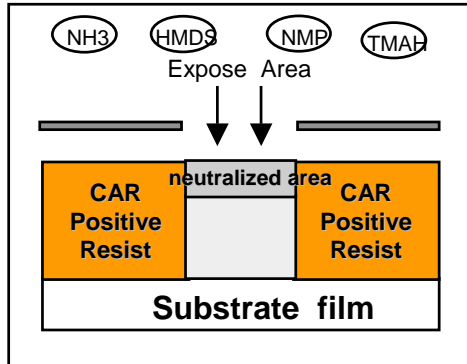 NH3 HMDS NMP TMAH
Expose Area
neutralized area
CAR CAR
Positive Positive
Resist Resist
Substrate film